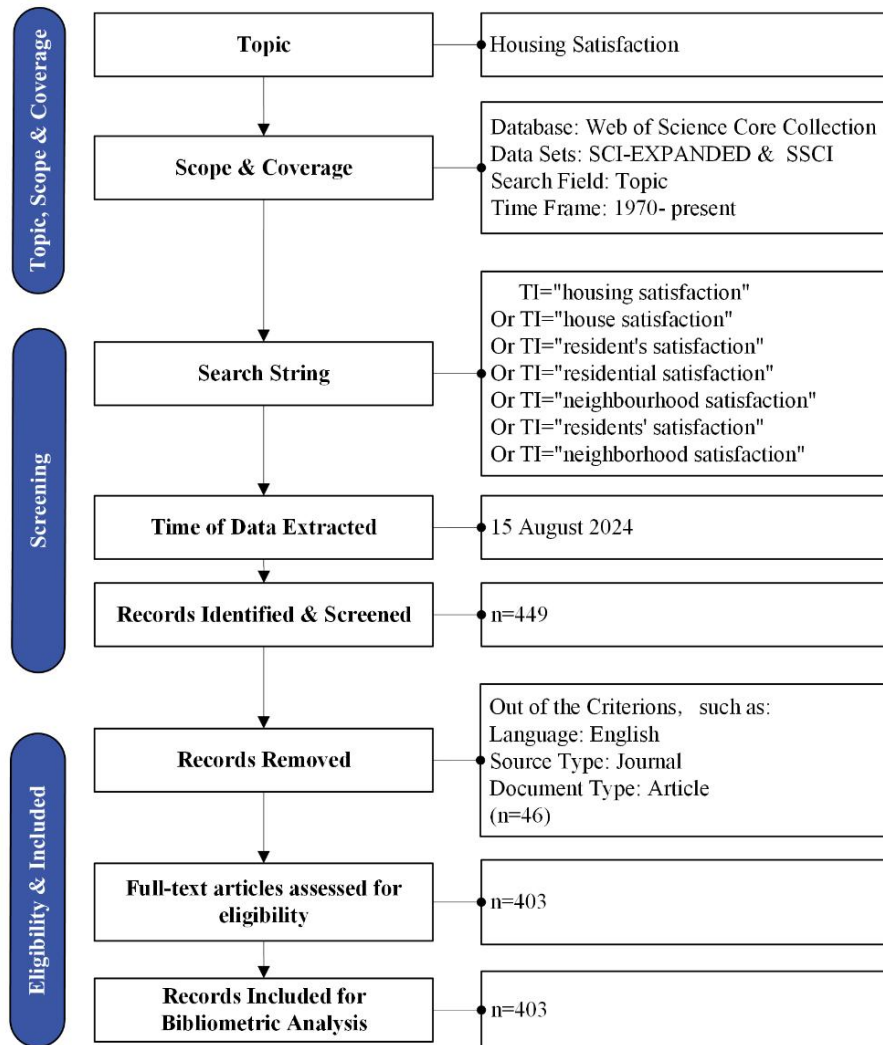 Topic, Scope & Coverage
Topic
Housing Satisfaction
Scope & Coverage
Database: Web of Science Core Collection
Data Sets: SCI-EXPANDED & SSCI
Search Field: Topic
Time Frame: 1970- present
Screening
Search String
TI="housing satisfaction"
Or TI="house satisfaction"
Or TI="resident's satisfaction"
Or TI="residential satisfaction"
Or TI="neighbourhood satisfaction"
Or TI="residents' satisfaction"
Or TI="neighborhood satisfaction"
Time of Data Extracted
15 August 2024
Records Identified & Screened
n=449
Eligibility & Included
Records Removed
Out of the Criterions, such as:
Language: English
Source Type: Journal
Document Type: Article
(n=46)
Full-text articles assessed for
eligibility
n=403
Records Included for
Bibliometric Analysis
n=403